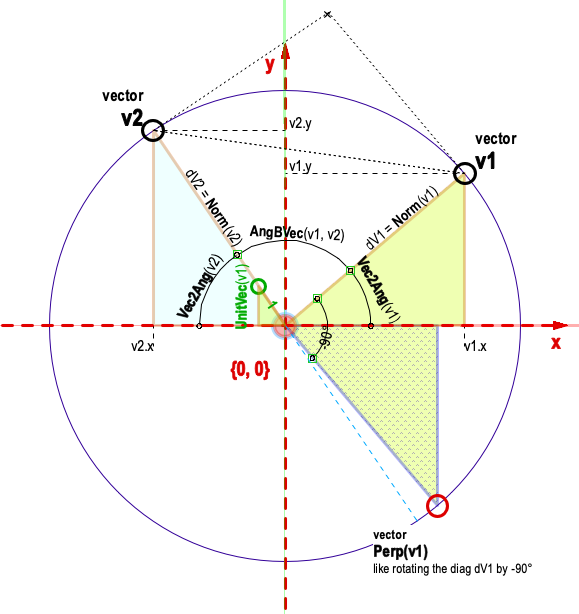 y
vector
v2
v2.y
vector
v1
v1.y
dV2 = Norm(v2)
dV1 = Norm(v1)
AngBVec(v1, v2)
Vec2Ang(v2)
UnitVec(v1)
1
Vec2Ang(v1)
-90°
v2.x
v1.x
x
{0, 0}
vector
Perp(v1)
like rotating the diag dV1 by -90°